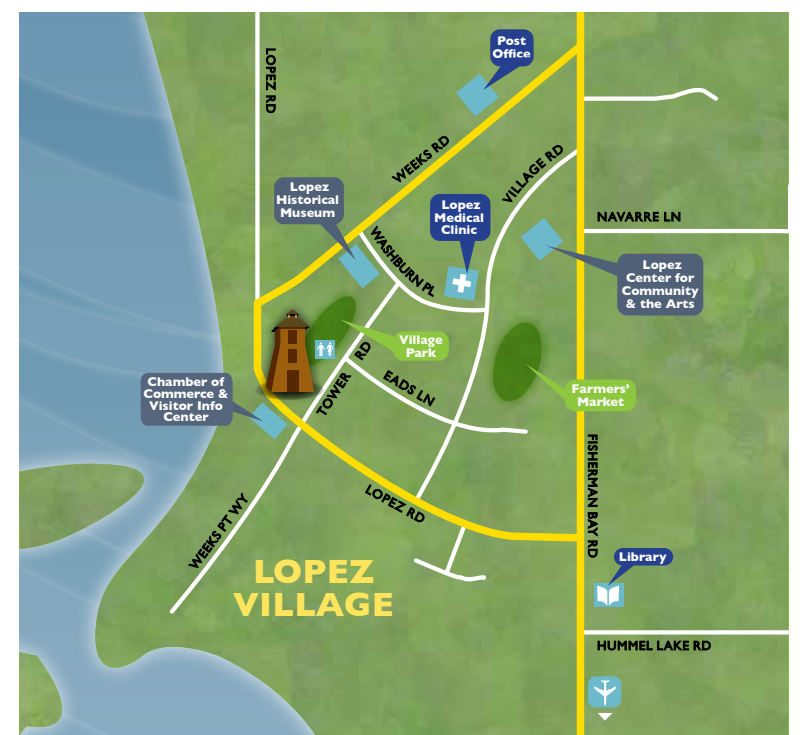 Post
Office
LOPEZ RD
WEEKS RD
VILLAGE RD
Lopez
Historical
Museum
Lopez
Medical
Clinic
NAVARRE LN
WASHBURN PL
Lopez
Center for
Community
& the Arts
Village
Park
TOWER RD
EADS LN
Chamber of
Commerce &
Visitor Info
Center
Farmers'
Market
FISHERMAN BAY RD
LOPEZ RD
WEEKS PT WY
LOPEZ
VILLAGE
Library
HUMMEL LAKE RD